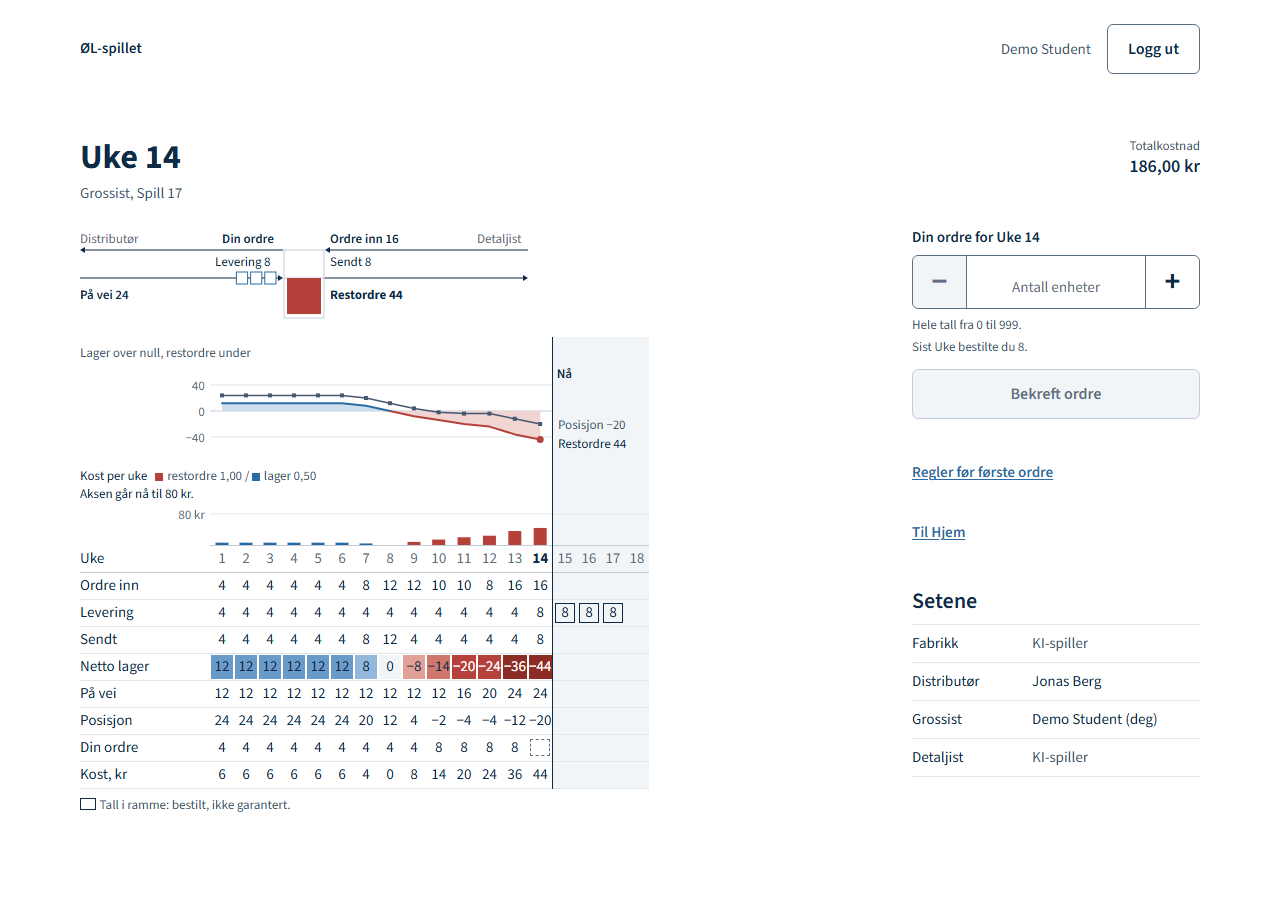 ØL-spillet
Demo Student
Logg ut
Uke 14
Grossist, Spill 17
Totalkostnad
186,00 kr
Distributør Din ordre Ordre inn 16 Detaljist
Levering 8 Sendt 8
På vei 24 Restordre 44
Lager over null, restordre under
Nå
40
0
−40
Posisjon −20
Restordre 44
Kost per uke restordre 1,00 / lager 0,50
Aksen går nå til 80 kr.
80 kr
Uke 1 2 3 4 5 6 7 8 9 10 11 12 13 14 15 16 17 18
Ordre inn 4 4 4 4 4 4 8 12 12 10 10 8 16 16
Levering 4 4 4 4 4 4 4 4 4 4 4 4 4 8 8 8 8
Sendt 4 4 4 4 4 4 8 12 4 4 4 4 4 8
Netto lager 12 12 12 12 12 12 8 0 −8 −14 −20 −24 −36 −44
På vei 12 12 12 12 12 12 12 12 12 12 16 20 24 24
Posisjon 24 24 24 24 24 24 20 12 4 −2 −4 −4 −12 −20
Din ordre 4 4 4 4 4 4 4 4 4 8 8 8 8
Kost, kr 6 6 6 6 6 6 4 0 8 14 20 24 36 44
Tall i ramme: bestilt, ikke garantert.
Din ordre for Uke 14
− Antall enheter +
Hele tall fra 0 til 999.
Sist Uke bestilte du 8.
Bekreft ordre
Regler før første ordre
Til Hjem
Setene
Fabrikk KI-spiller
Distributør Jonas Berg
Grossist Demo Student (deg)
Detaljist KI-spiller